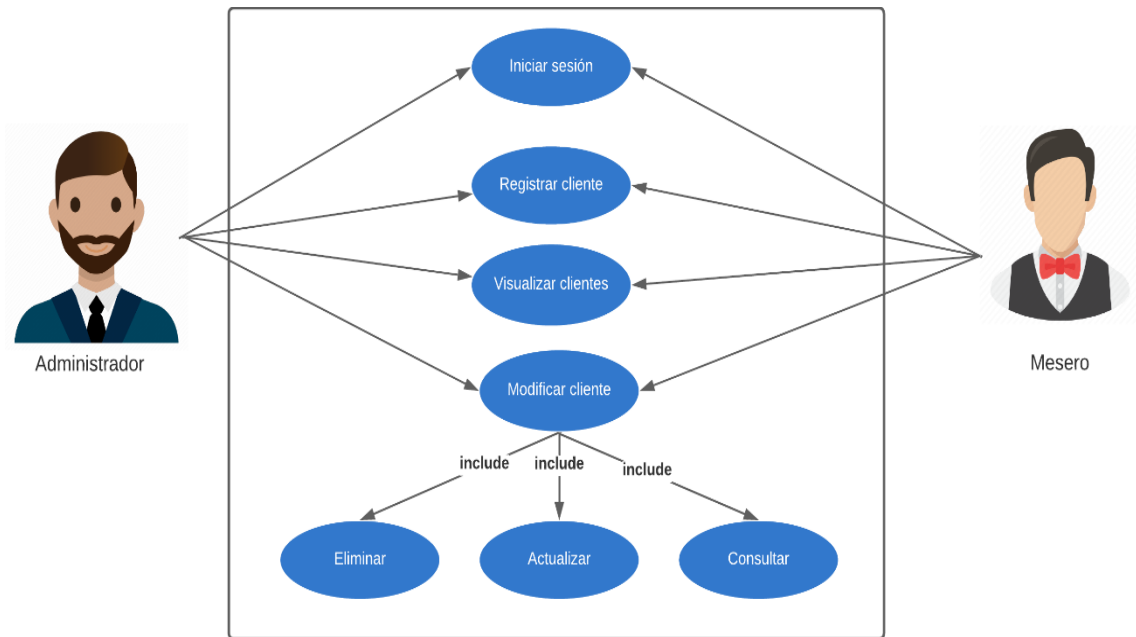 Iniciar sesión
Registrar cliente
Visualizar clientes
Administrador
Mesero
Modificar cliente
include
include
include
Eliminar
Actualizar
Consultar